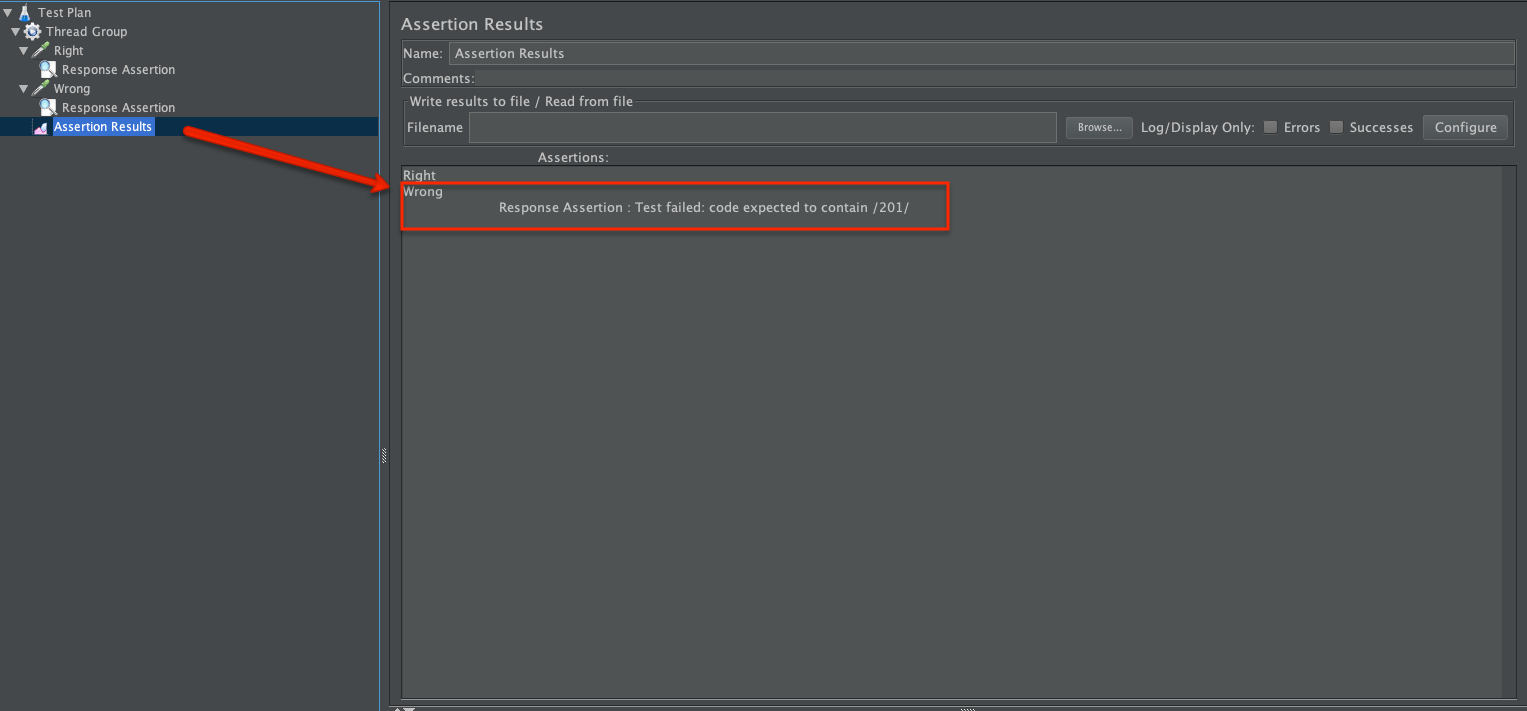 Test Plan
Thread Group
Right
Response Assertion
Wrong
Response Assertion
Assertion Results
Assertion Results
Name: Assertion Results
Comments:
Write results to file / Read from file
Filename Browse... Log/Display Only: Errors Successes Configure
Assertions:
Right
Wrong
Response Assertion : Test failed: code expected to contain /201/